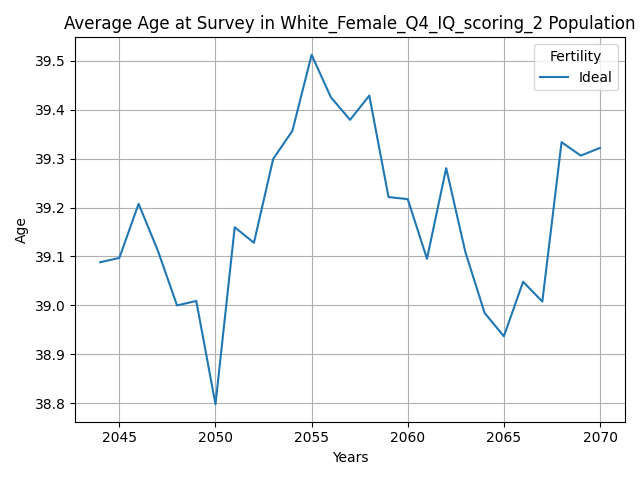 Average Age at Survey in White_Female_Q4_IQ_scoring_2 Population
Fertility
Ideal
39.5
39.4
39.3
39.2
39.1
39.0
38.9
38.8
Age
2045 2050 2055 2060 2065 2070
Years